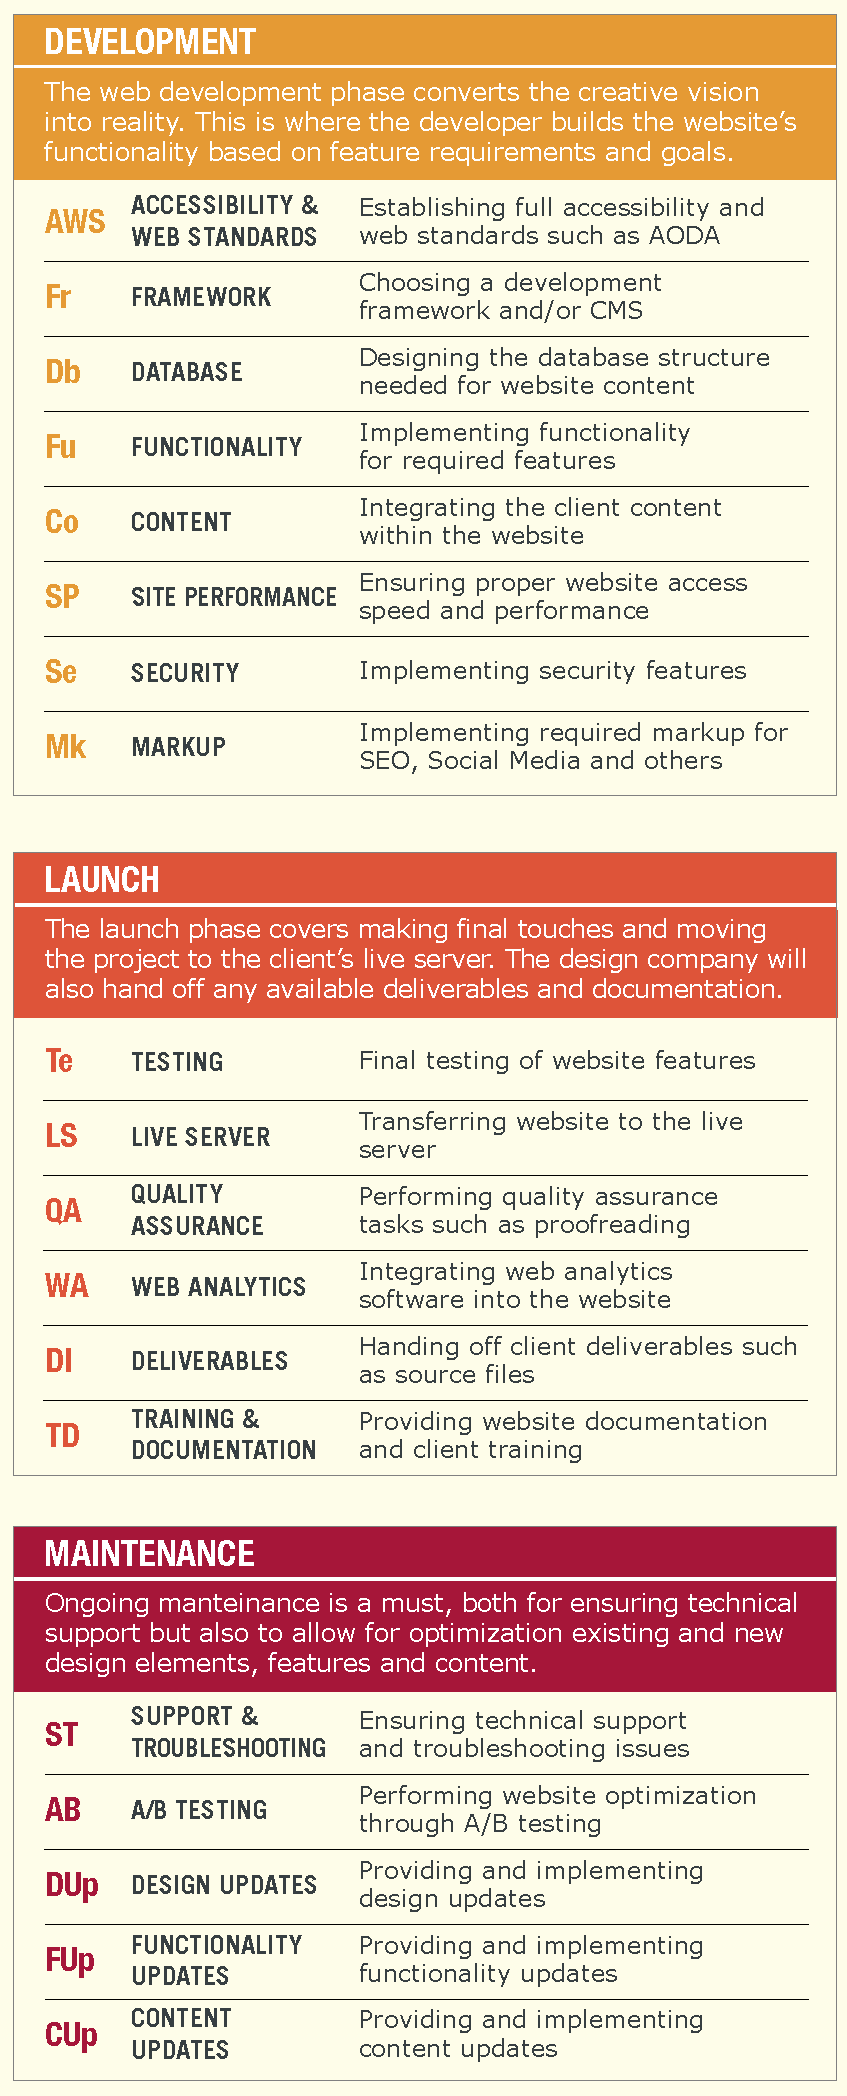 DEVELOPMENT
The web development phase converts the creative vision
into reality. This is where the developer builds the website’s
functionality based on feature requirements and goals.
AWS
ACCESSIBILITY &
WEB STANDARDS
Establishing full accessibility and
web standards such as AODA
Fr
FRAMEWORK
Choosing a development
framework and/or CMS
Db
DATABASE
Designing the database structure
needed for website content
Fu
FUNCTIONALITY
Implementing functionality
for required features
Co
CONTENT
Integrating the client content
within the website
SP
SITE PERFORMANCE
Ensuring proper website access
speed and performance
Se
SECURITY
Implementing security features
Mk
MARKUP
Implementing required markup for
SEO, Social Media and others
LAUNCH
The launch phase covers making final touches and moving
the project to the client’s live server. The design company will
also hand off any available deliverables and documentation.
Te
TESTING
Final testing of website features
LS
LIVE SERVER
Transferring website to the live
server
QA
QUALITY
ASSURANCE
Performing quality assurance
tasks such as proofreading
WA
WEB ANALYTICS
Integrating web analytics
software into the website
Dl
DELIVERABLES
Handing off client deliverables such
as source files
TD
TRAINING &
DOCUMENTATION
Providing website documentation
and client training
MAINTENANCE
Ongoing manteinance is a must, both for ensuring technical
support but also to allow for optimization existing and new
design elements, features and content.
ST
SUPPORT &
TROUBLESHOOTING
Ensuring technical support
and troubleshooting issues
AB
A/B TESTING
Performing website optimization
through A/B testing
DUp
DESIGN UPDATES
Providing and implementing
design updates
FUp
FUNCTIONALITY
UPDATES
Providing and implementing
functionality updates
CUp
CONTENT
UPDATES
Providing and implementing
content updates